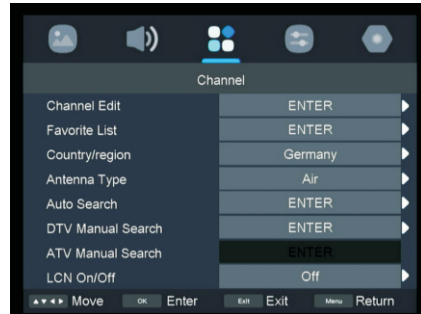 Channel
Channel Edit ENTER
Favorite List ENTER
Country/region Germany
Antenna Type Air
Auto Search ENTER
DTV Manual Search ENTER
ATV Manual Search ENTER
LCN On/Off Off
Move OK Enter Exit Exit Menu Return